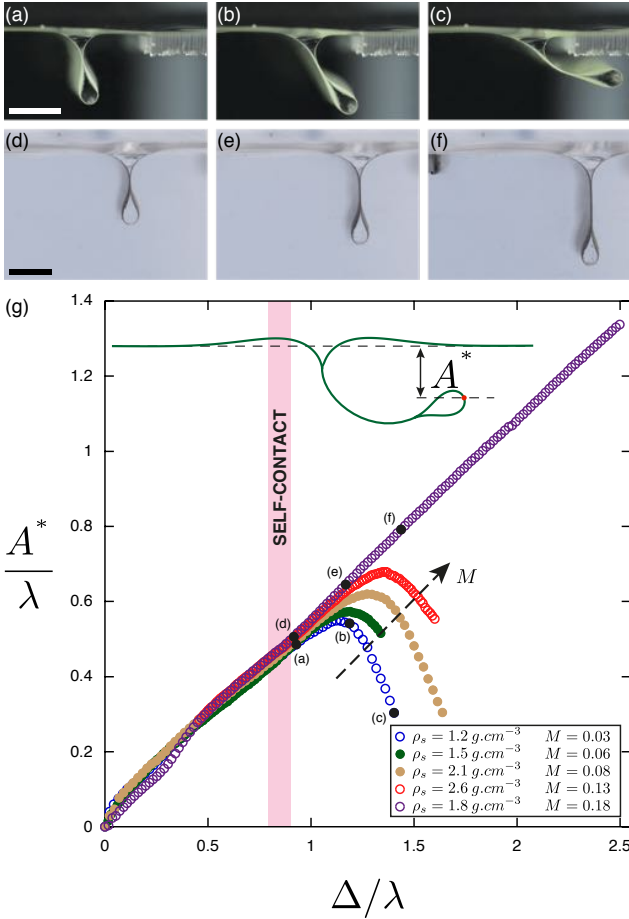 (a) (b) (c)
(d) (e) (f)
(g)
1.4
1.2
1
0.8
0.6
0.4
0.2
0
A*
λ
A*
SELF-CONTACT
(f)
(e)
(d)
(a)
(b)
(c)
M
ρs = 1.2 g.cm−3 M = 0.03
ρs = 1.5 g.cm−3 M = 0.06
ρs = 2.1 g.cm−3 M = 0.08
ρs = 2.6 g.cm−3 M = 0.13
ρs = 1.8 g.cm−3 M = 0.18
0 0.5 1 1.5 2 2.5
Δ/λ